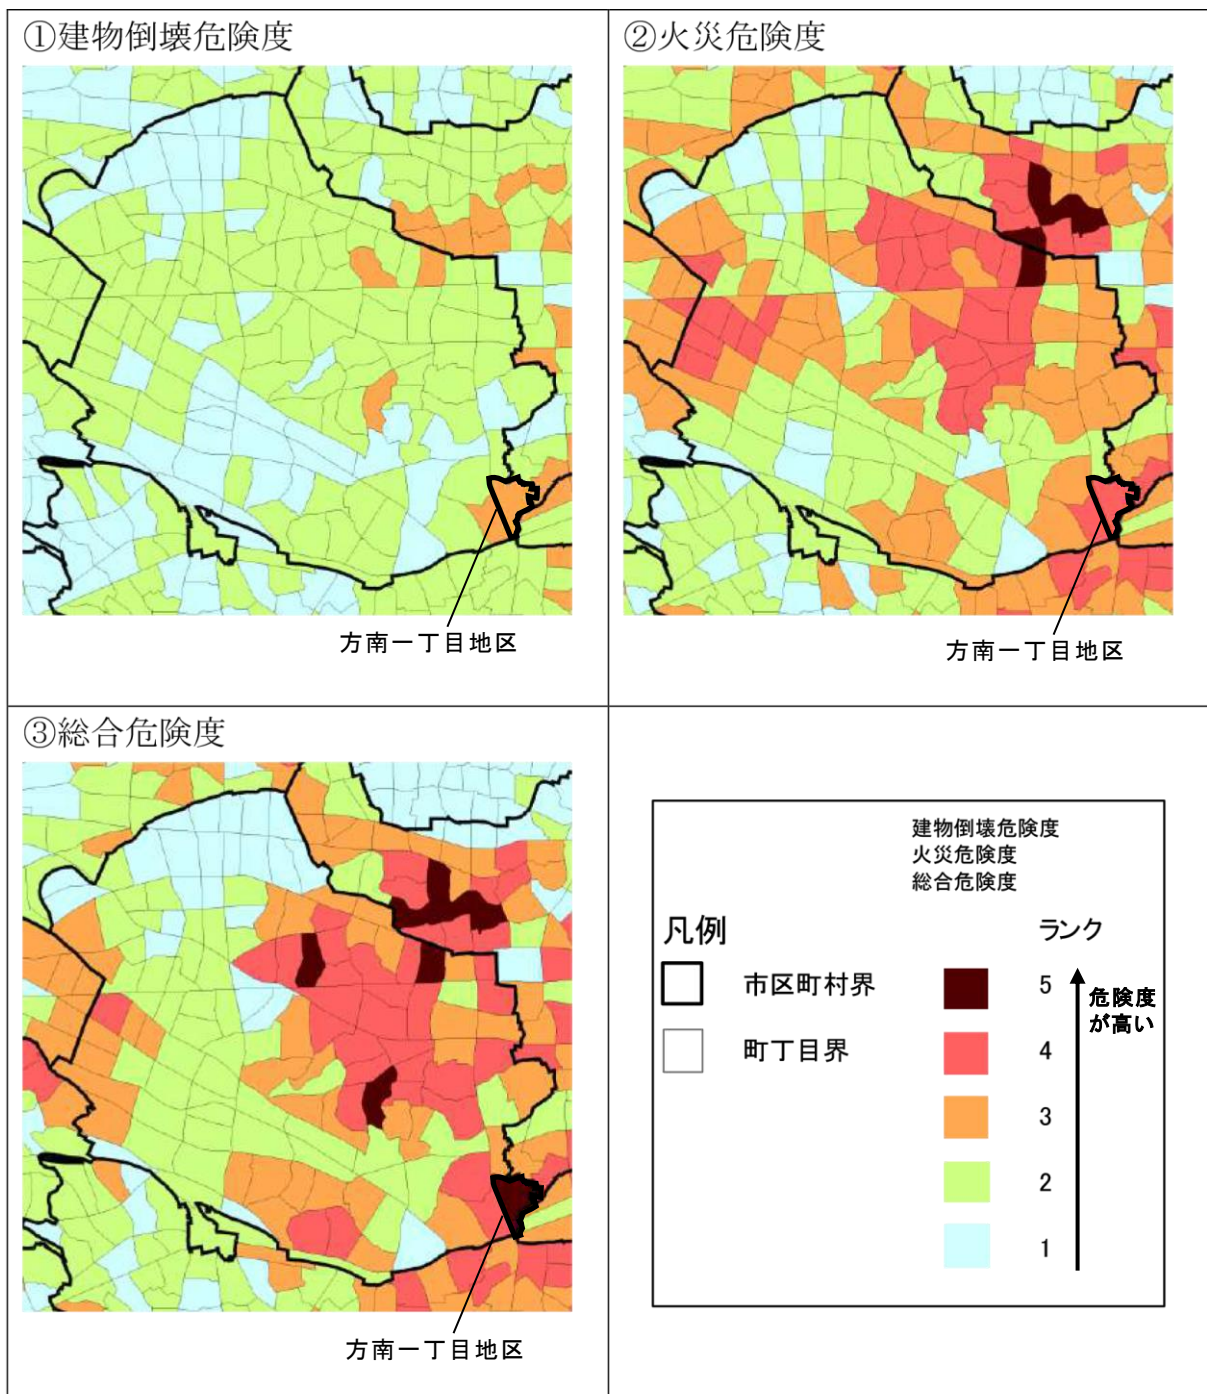 ①建物倒壊危険度
②火災危険度
方南一丁目地区
方南一丁目地区
③総合危険度
方南一丁目地区
建物倒壊危険度
火災危険度
総合危険度
凡例
ランク
市区町村界
町丁目界
5
4
3
2
1
危険度
が高い